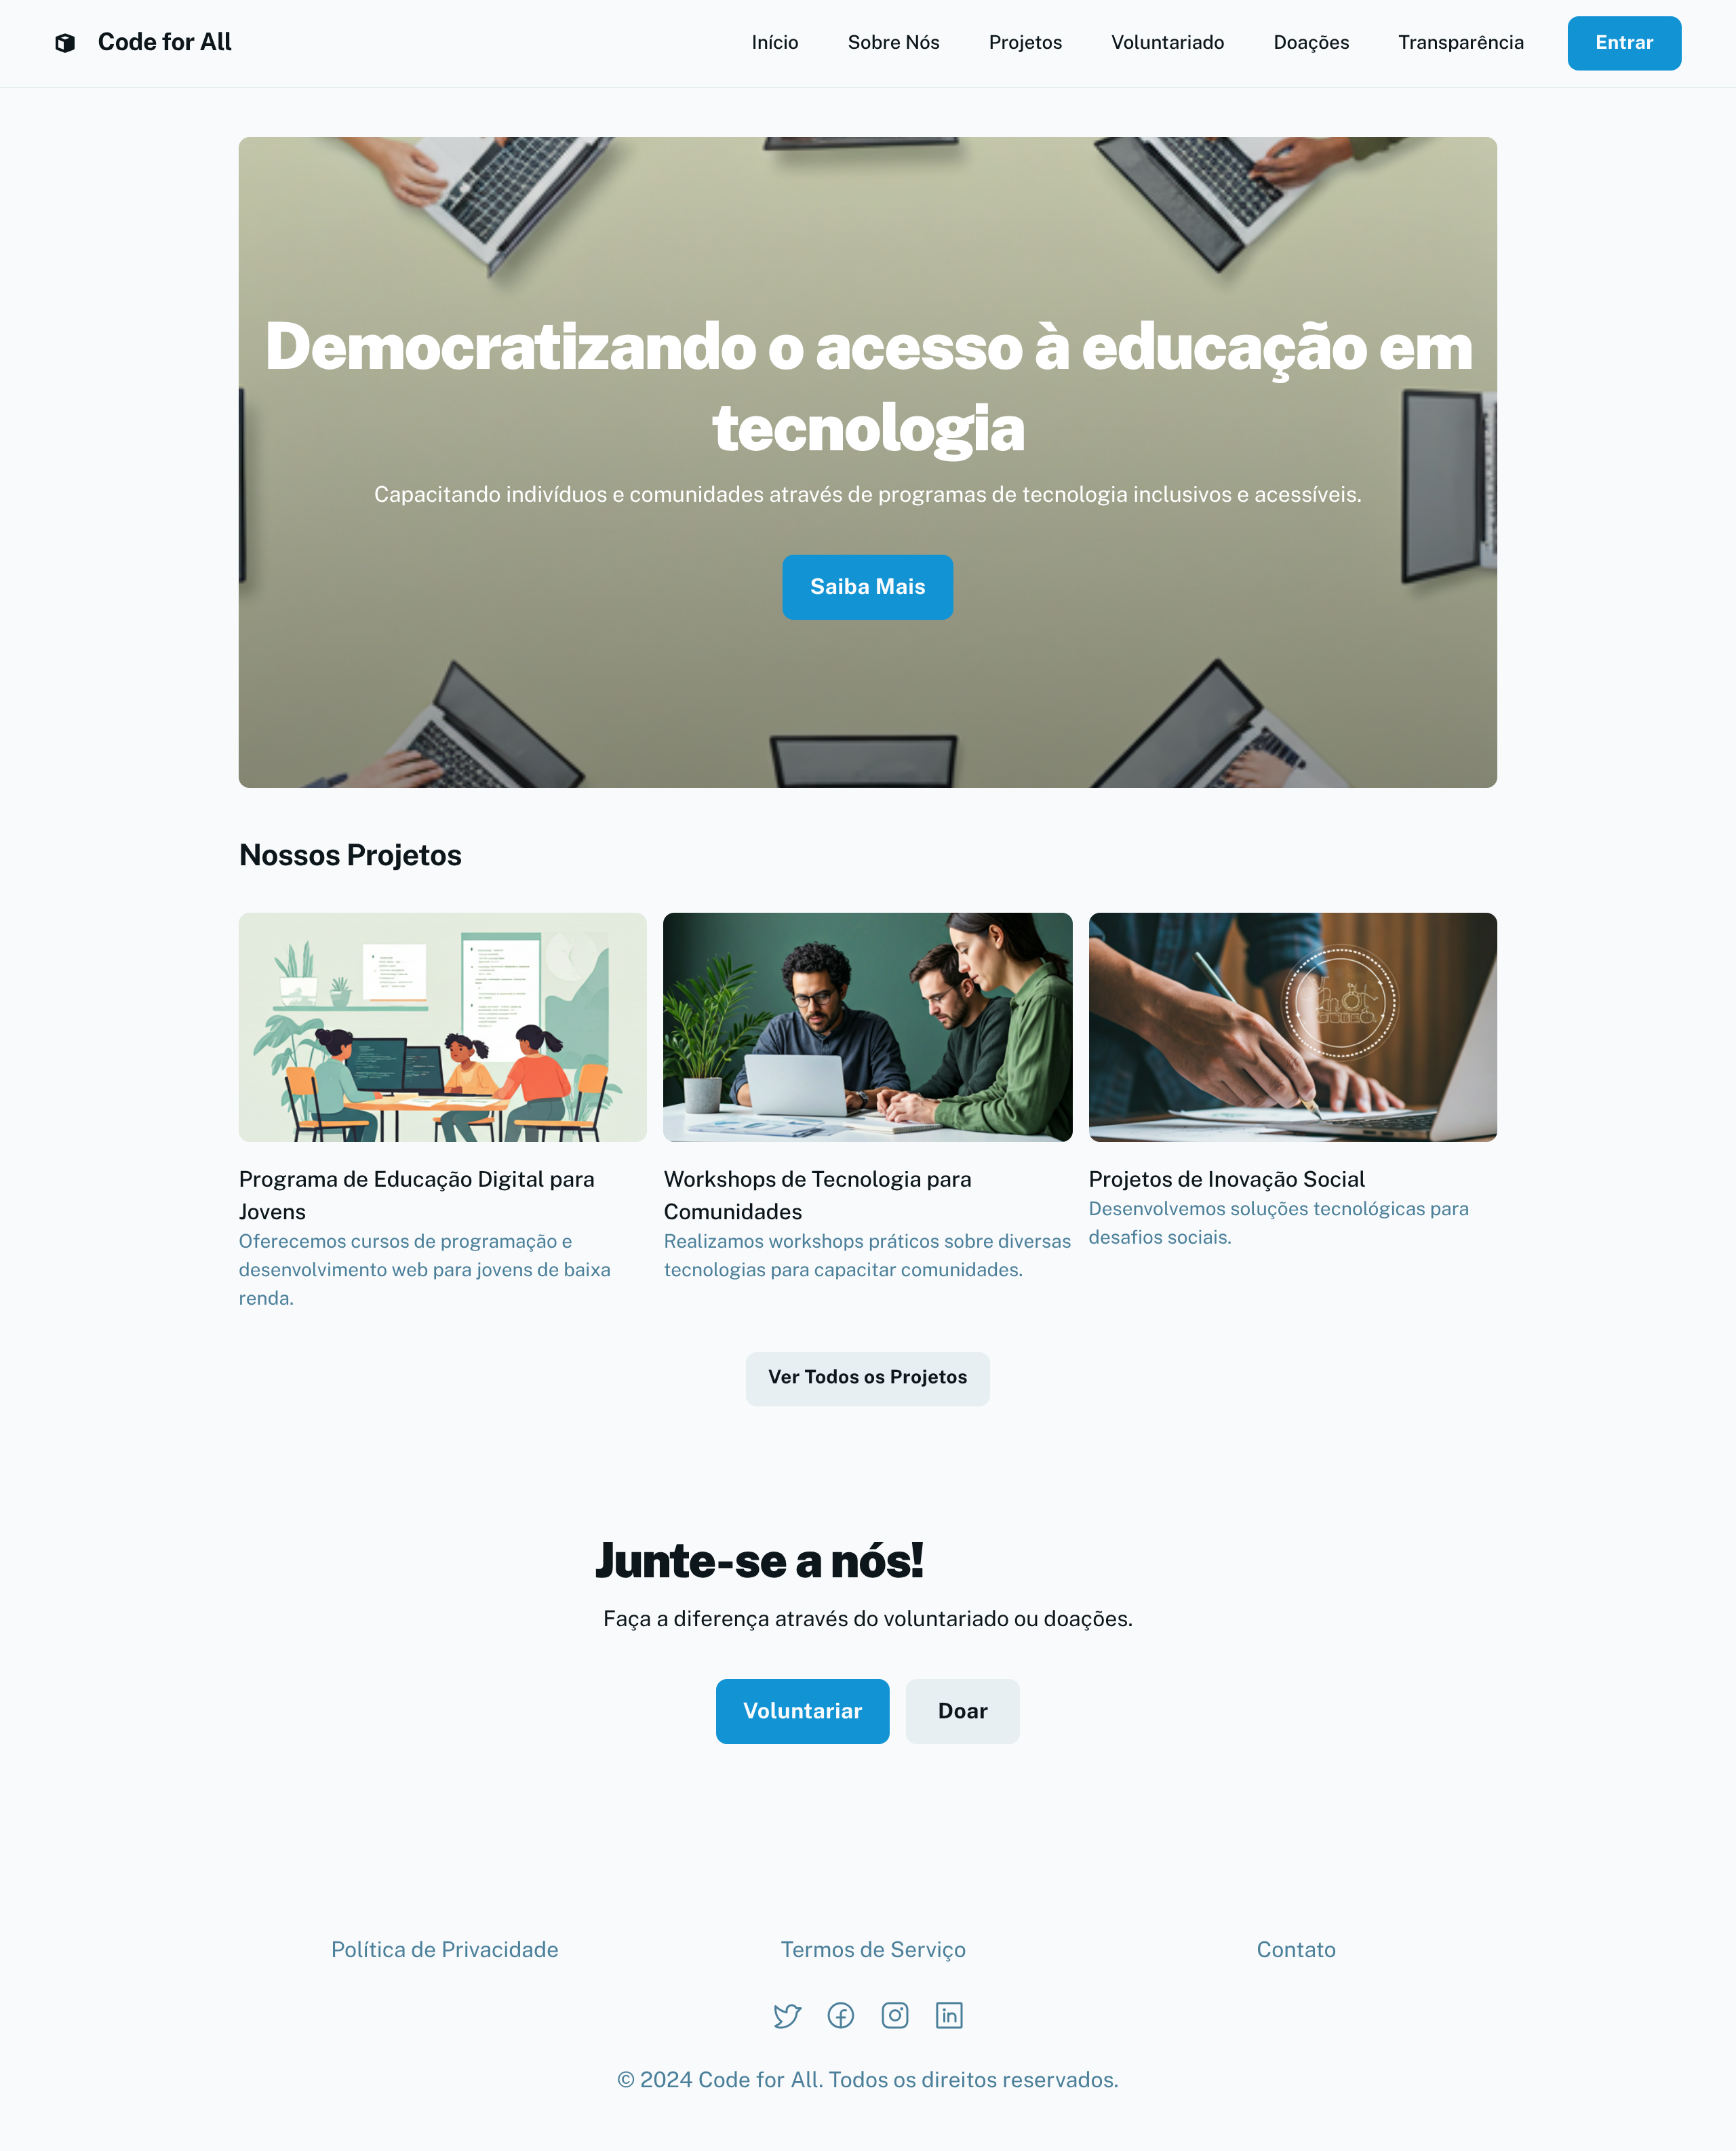 Code for All
Início
Sobre Nós
Projetos
Voluntariado
Doações
Transparência
Entrar
Democratizando o acesso à educação em
tecnologia
Capacitando indivíduos e comunidades através de programas de tecnologia inclusivos e acessíveis.
Saiba Mais
Nossos Projetos
Programa de Educação Digital para
Jovens
Oferecemos cursos de programação e
desenvolvimento web para jovens de baixa
renda.
Workshops de Tecnologia para
Comunidades
Realizamos workshops práticos sobre diversas
tecnologias para capacitar comunidades.
Projetos de Inovação Social
Desenvolvemos soluções tecnológicas para
desafios sociais.
Ver Todos os Projetos
Junte-se a nós!
Faça a diferença através do voluntariado ou doações.
Voluntariar
Doar
Política de Privacidade
Termos de Serviço
Contato
© 2024 Code for All. Todos os direitos reservados.